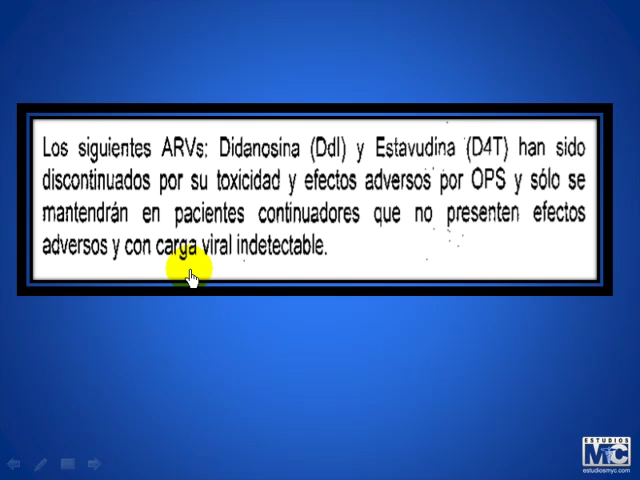 Los siguientes ARVs: Didanosina (DdI) y Estavudina (D4T) han sido
discontinuados por su toxicidad y efectos adversos por OPS y sólo se
mantendrán en pacientes continuadores que no presenten efectos
adversos y con carga viral indetectable.
ESTUDIOS
MYC
estudiosmyc.com